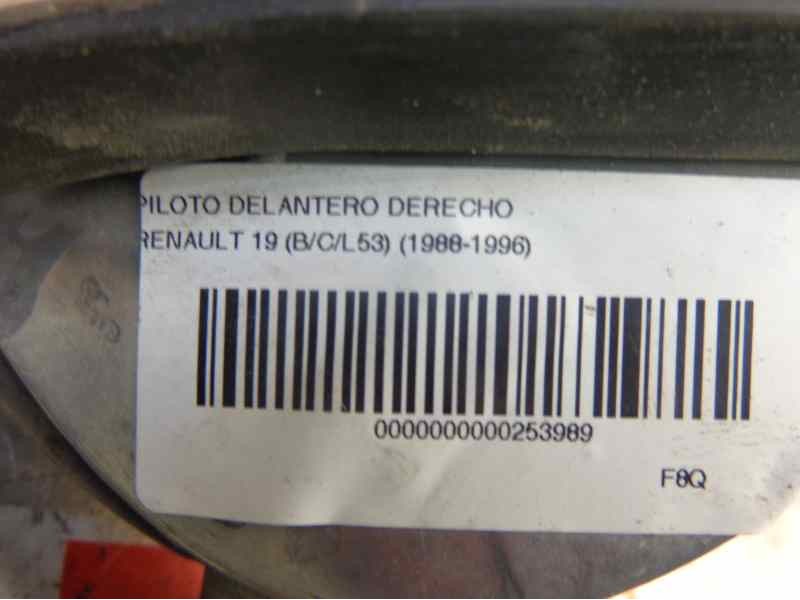 PILOTO DELANTERO DERECHO
RENAULT 19 (B/C/L53) (1988-1996)
0000000000253989
F8Q